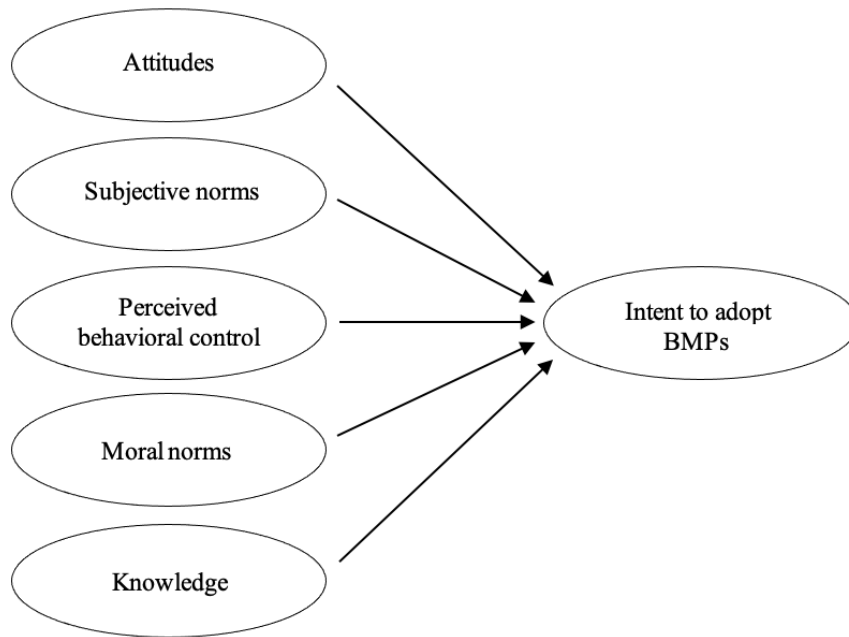 Attitudes
Subjective norms
Perceived
behavioral control
Moral norms
Knowledge
Intent to adopt
BMPs